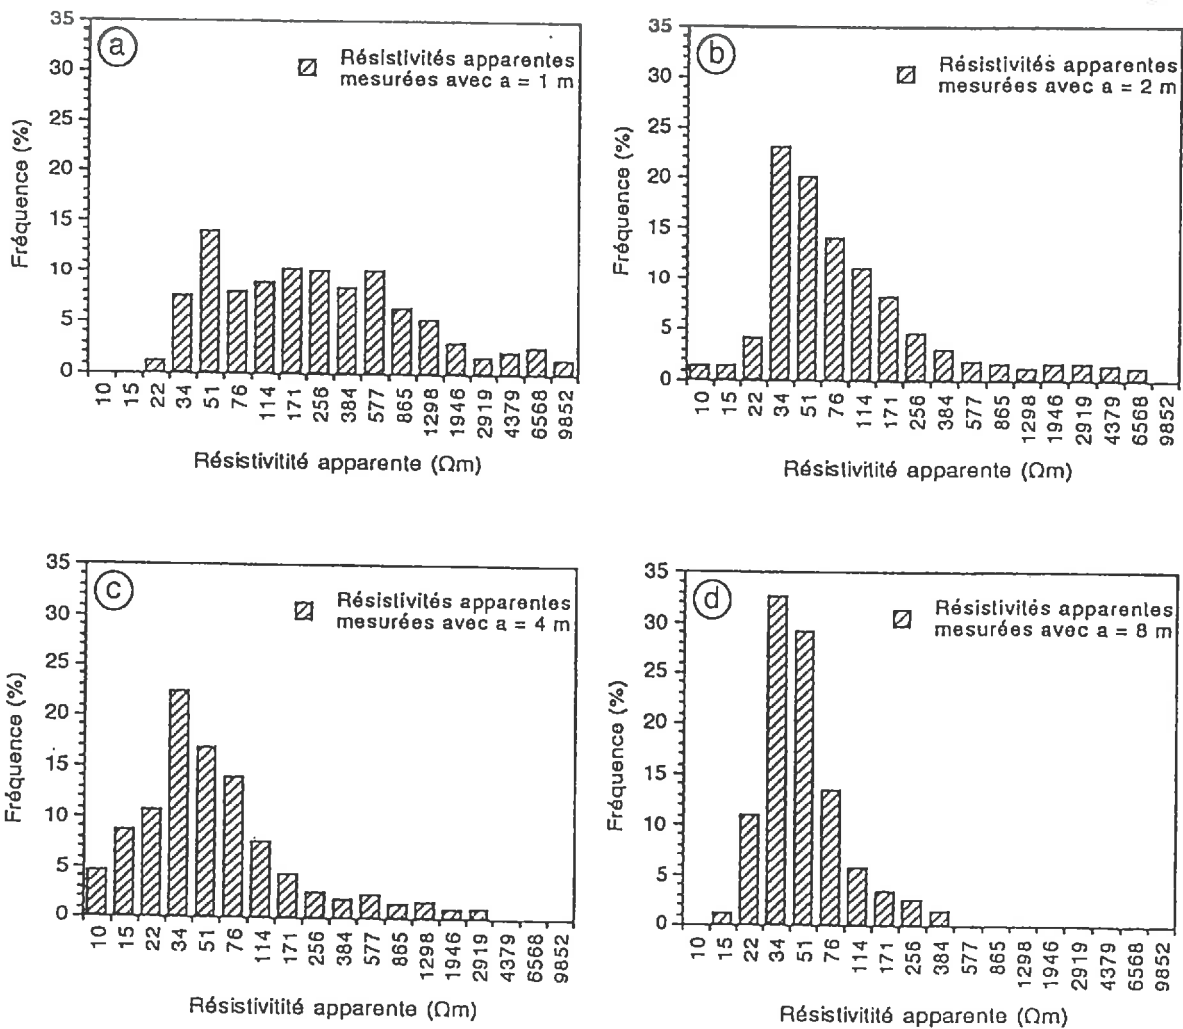 a
Résistivités apparentes
mesurées avec a = 1 m
Fréquence (%)
35
30
25
20
15
10
5
0
10 15 22 34 51 76 114 171 256 384 577 865 1298 1946 2919 4379 6568 9852
Résistivitité apparente (Ωm)
b
Résistivités apparentes
mesurées avec a = 2 m
Fréquence (%)
35
30
25
20
15
10
5
0
10 15 22 34 51 76 114 171 256 384 577 865 1298 1946 2919 4379 6568 9852
Résistivitité apparente (Ωm)
c
Résistivités apparentes
mesurées avec a = 4 m
Fréquence (%)
35
30
25
20
15
10
5
0
10 15 22 34 51 76 114 171 256 384 577 865 1298 1946 2919 4379 6568 9852
Résistivitité apparente (Ωm)
d
Résistivités apparentes
mesurées avec a = 8 m
Fréquence (%)
35
30
25
20
15
10
5
0
10 15 22 34 51 76 114 171 256 384 577 865 1298 1946 2919 4379 6568 9852
Résistivitité apparente (Ωm)